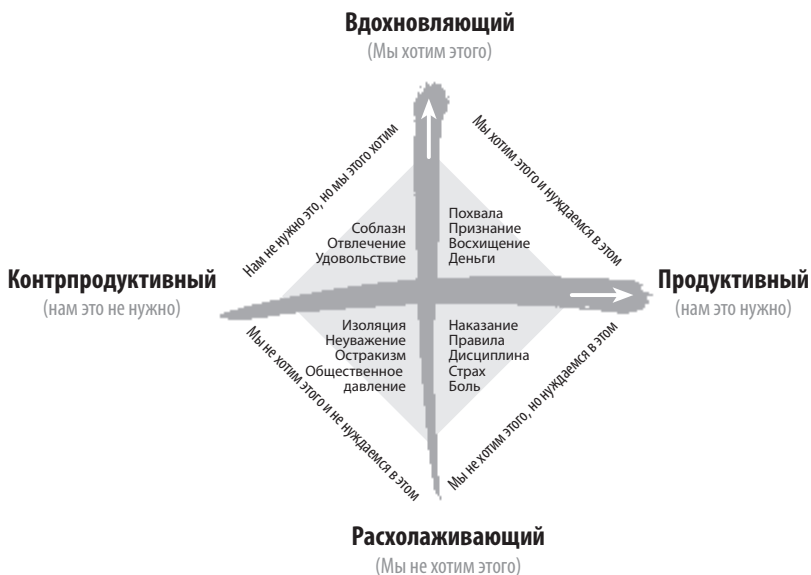 Вдохновляющий
(Мы хотим этого)
Нам не нужно это, но мы этого хотим
Мы хотим этого и нуждаемся в этом
Соблазн
Отвлечение
Удовольствие
Похвала
Признание
Восхищение
Деньги
Контрпродуктивный
(нам это не нужно)
Продуктивный
(нам это нужно)
Изоляция
Неуважение
Остракизм
Общественное
давление
Наказание
Правила
Дисциплина
Страх
Боль
Мы не хотим этого и не нуждаемся в этом
Мы не хотим этого, но нуждаемся в этом
Расхолаживающий
(Мы не хотим этого)